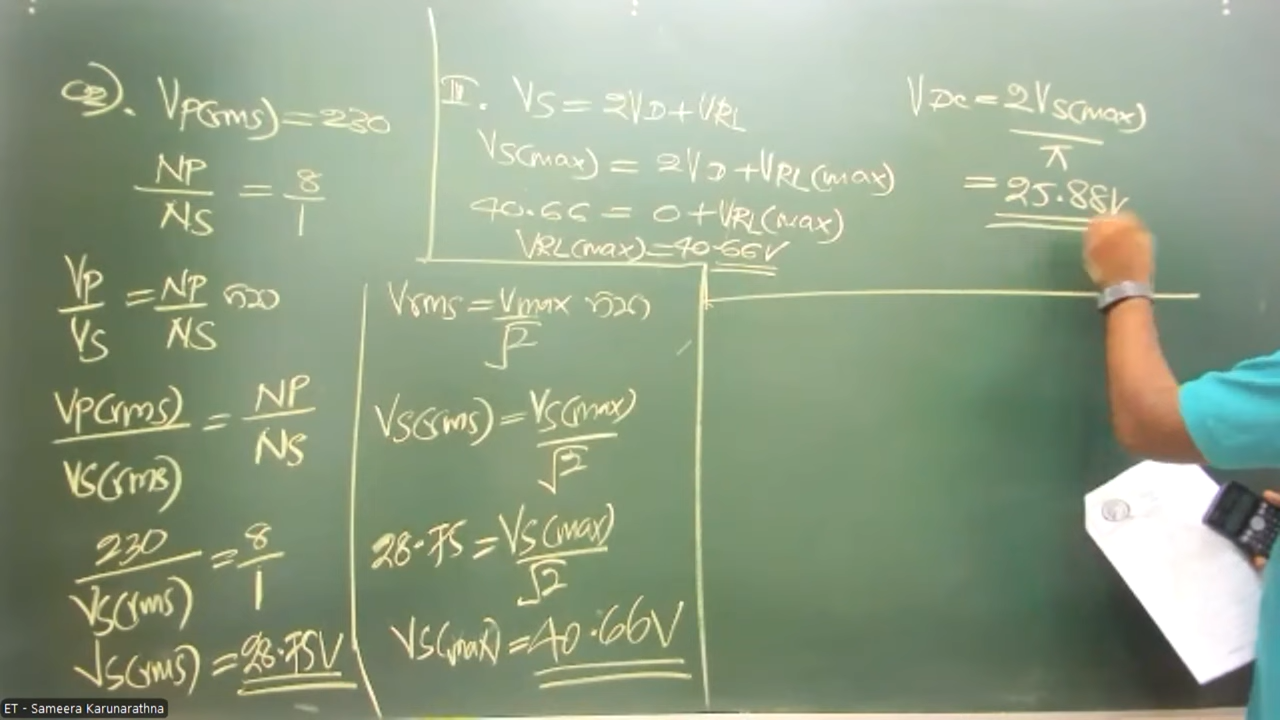 02). VP(rms) = 230
NP/NS = 8/1
VP/VS = NP/NS නිසා
VP(rms)/VS(rms) = NP/NS
230/VS(rms) = 8/1
VS(rms) = 28.75V
Vrms = Vmax/√2 නිසා
VS(rms) = VS(max)/√2
28.75 = VS(max)/√2
VS(max) = 40.66V
II. VS = 2VD + VRL
VS(max) = 2VD + VRL(max)
40.66 = 0 + VRL(max)
VRL(max) = 40.66V
VDC = 2VS(max)/π
= 25.88V
ET - Sameera Karunarathna